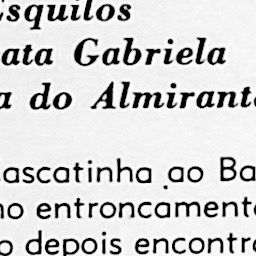 Esquilos
ata Gabriela
a do Almirant
ascatinha ao Ba
no entroncament
o depois encontr